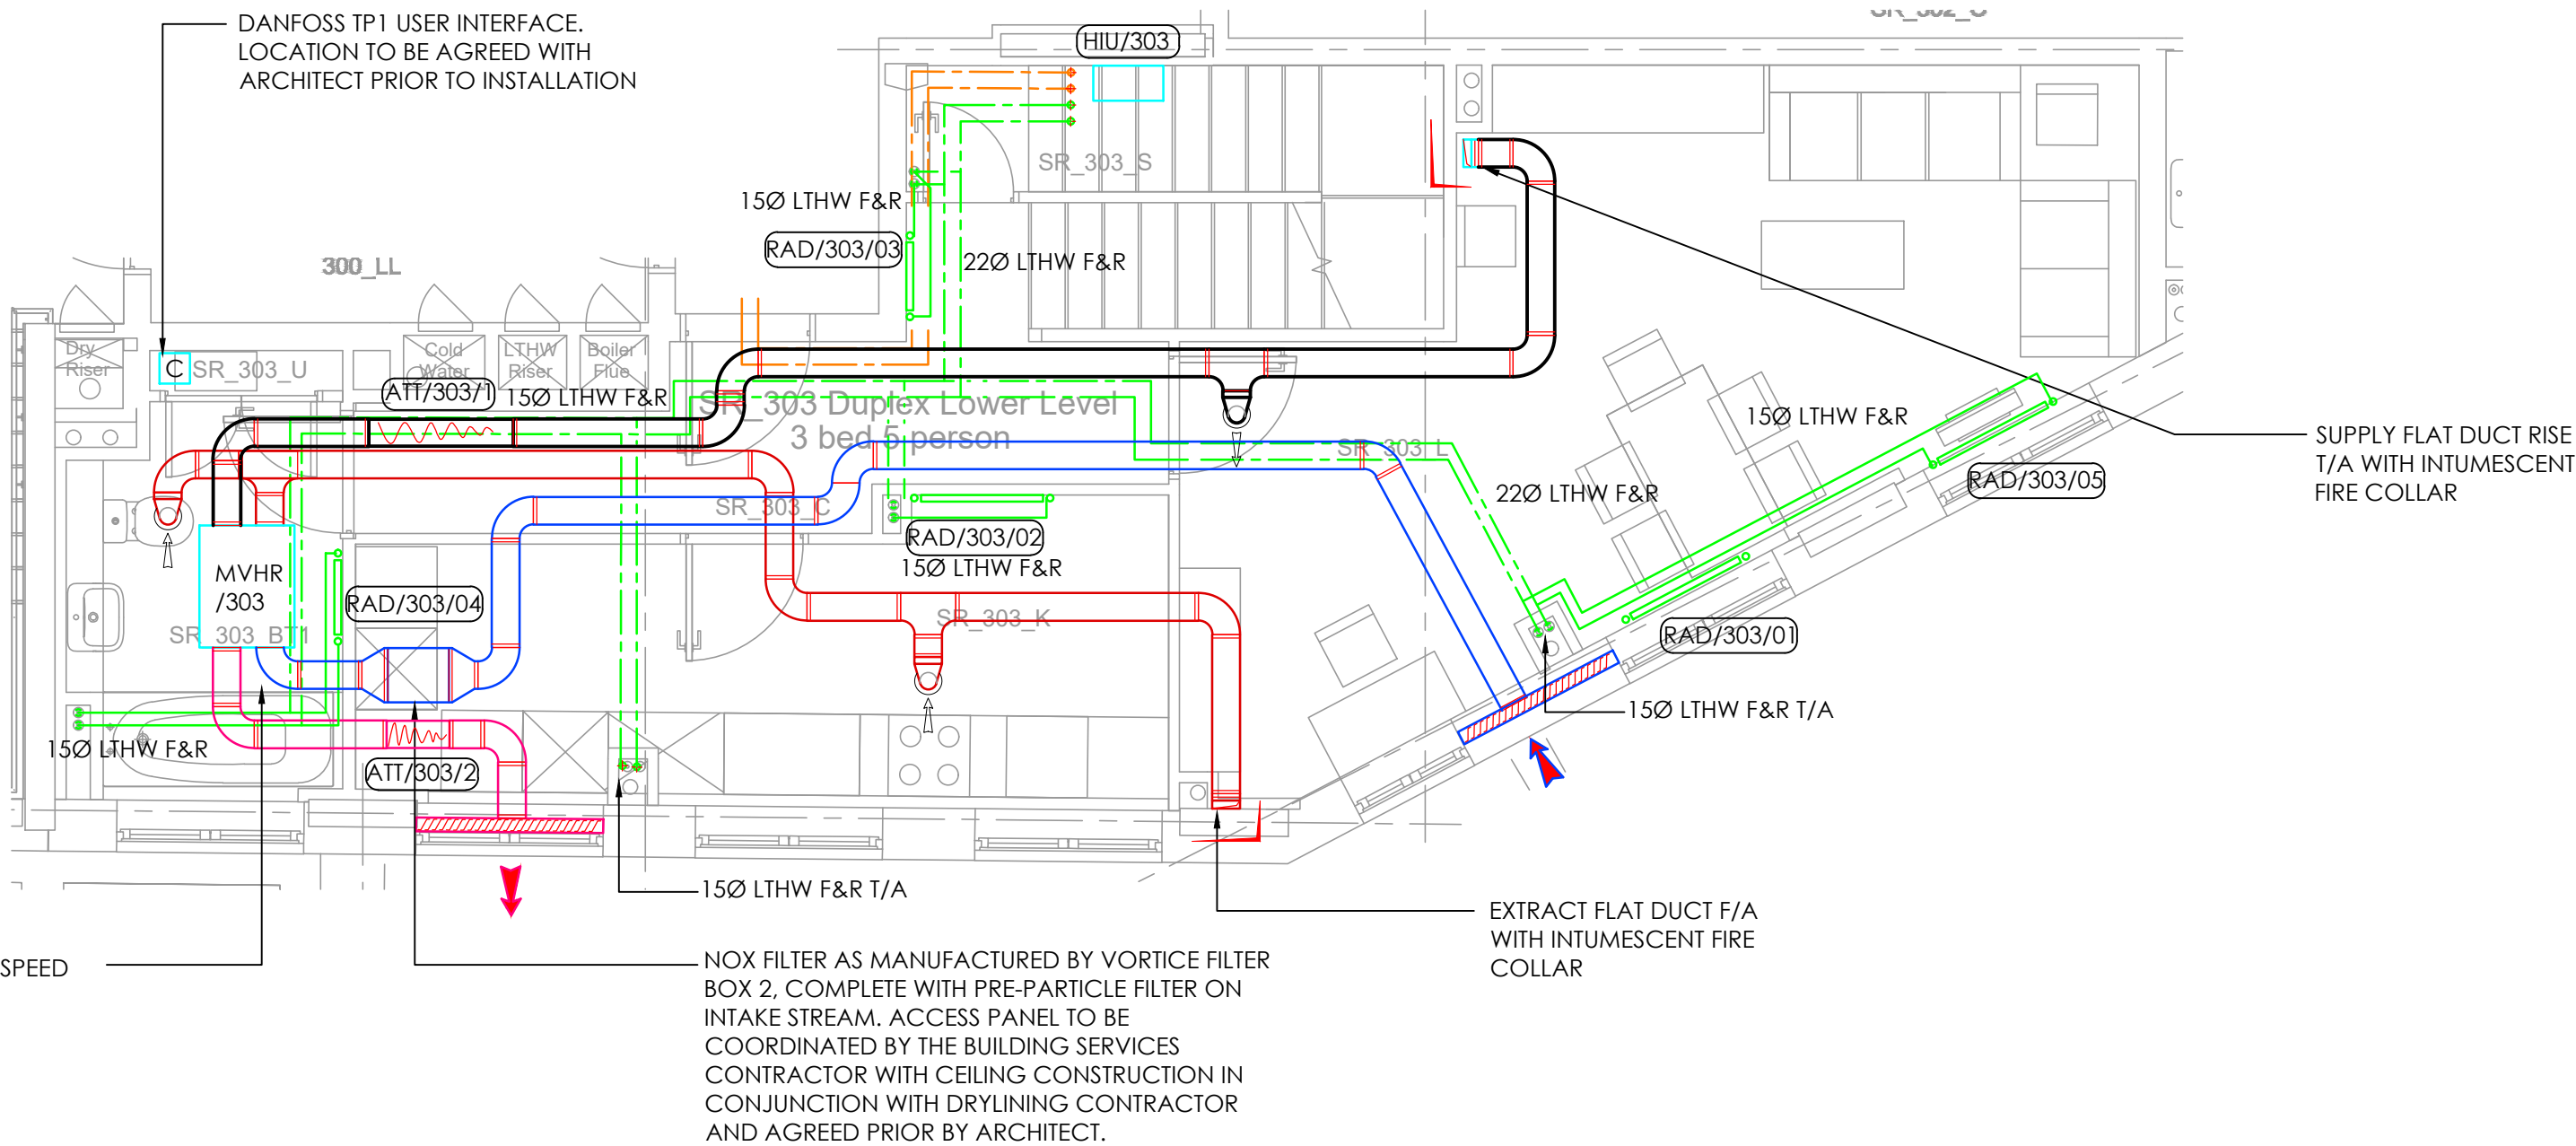 DANFOSS TP1 USER INTERFACE.
LOCATION TO BE AGREED WITH
ARCHITECT PRIOR TO INSTALLATION
HIU/303
SR_303_S
15Ø LTHW F&R
RAD/303/03
22Ø LTHW F&R
300_LL
Dry
Riser
C
SR_303_U
Cold
Water
LTHW
Riser
Boiler
Flue
ATT/303/1
15Ø LTHW F&R
SR_303 Duplex Lower Level
3 bed 5 person
SR_303_L
15Ø LTHW F&R
RAD/303/05
SUPPLY FLAT DUCT RISE
T/A WITH INTUMESCENT
FIRE COLLAR
22Ø LTHW F&R
SR_303_C
RAD/303/02
15Ø LTHW F&R
MVHR
/303
RAD/303/04
SR_303_BT1
SR_303_K
RAD/303/01
15Ø LTHW F&R T/A
15Ø LTHW F&R
ATT/303/2
15Ø LTHW F&R T/A
EXTRACT FLAT DUCT F/A
WITH INTUMESCENT FIRE
COLLAR
SPEED
NOX FILTER AS MANUFACTURED BY VORTICE FILTER
BOX 2, COMPLETE WITH PRE-PARTICLE FILTER ON
INTAKE STREAM. ACCESS PANEL TO BE
COORDINATED BY THE BUILDING SERVICES
CONTRACTOR WITH CEILING CONSTRUCTION IN
CONJUNCTION WITH DRYLINING CONTRACTOR
AND AGREED PRIOR BY ARCHITECT.